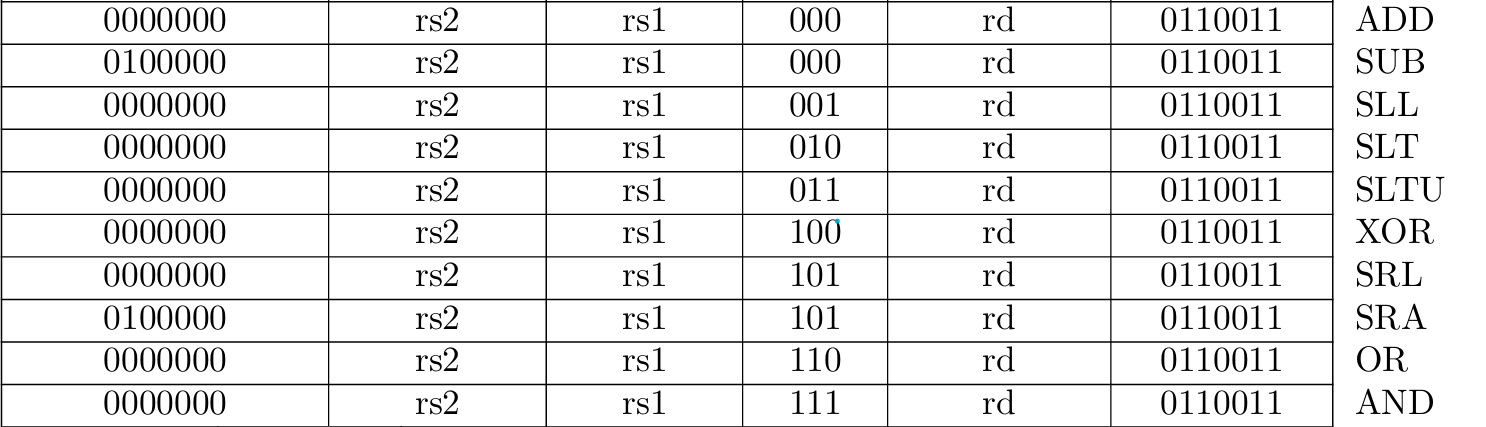 0000000 rs2 rs1 000 rd 0110011 ADD
0100000 rs2 rs1 000 rd 0110011 SUB
0000000 rs2 rs1 001 rd 0110011 SLL
0000000 rs2 rs1 010 rd 0110011 SLT
0000000 rs2 rs1 011 rd 0110011 SLTU
0000000 rs2 rs1 100 rd 0110011 XOR
0000000 rs2 rs1 101 rd 0110011 SRL
0100000 rs2 rs1 101 rd 0110011 SRA
0000000 rs2 rs1 110 rd 0110011 OR
0000000 rs2 rs1 111 rd 0110011 AND